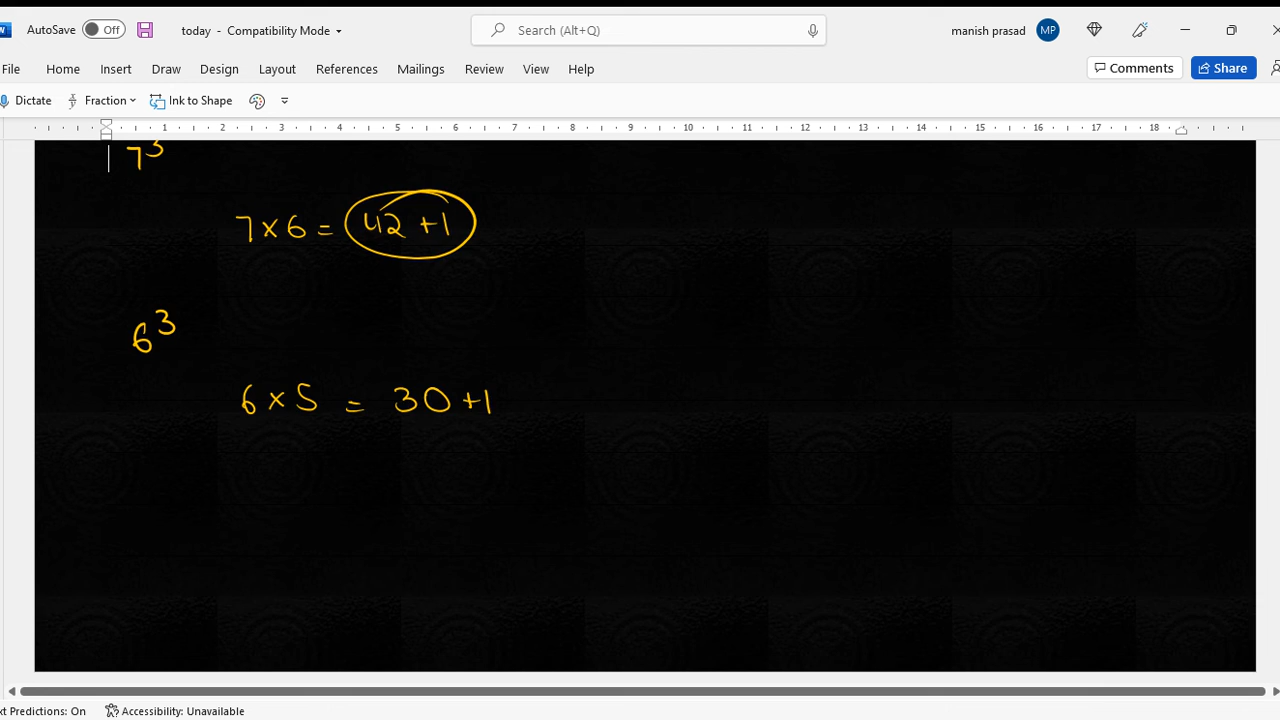 AutoSave Off today - Compatibility Mode Search (Alt+Q) manish prasad MP
File Home Insert Draw Design Layout References Mailings Review View Help Comments Share
Dictate Fraction Ink to Shape
1 2 3 4 5 6 7 8 9 10 11 12 13 14 15 16 17 18
7³
7×6 = 42 +1
6³
6×5 = 30 +1
xt Predictions: On Accessibility: Unavailable